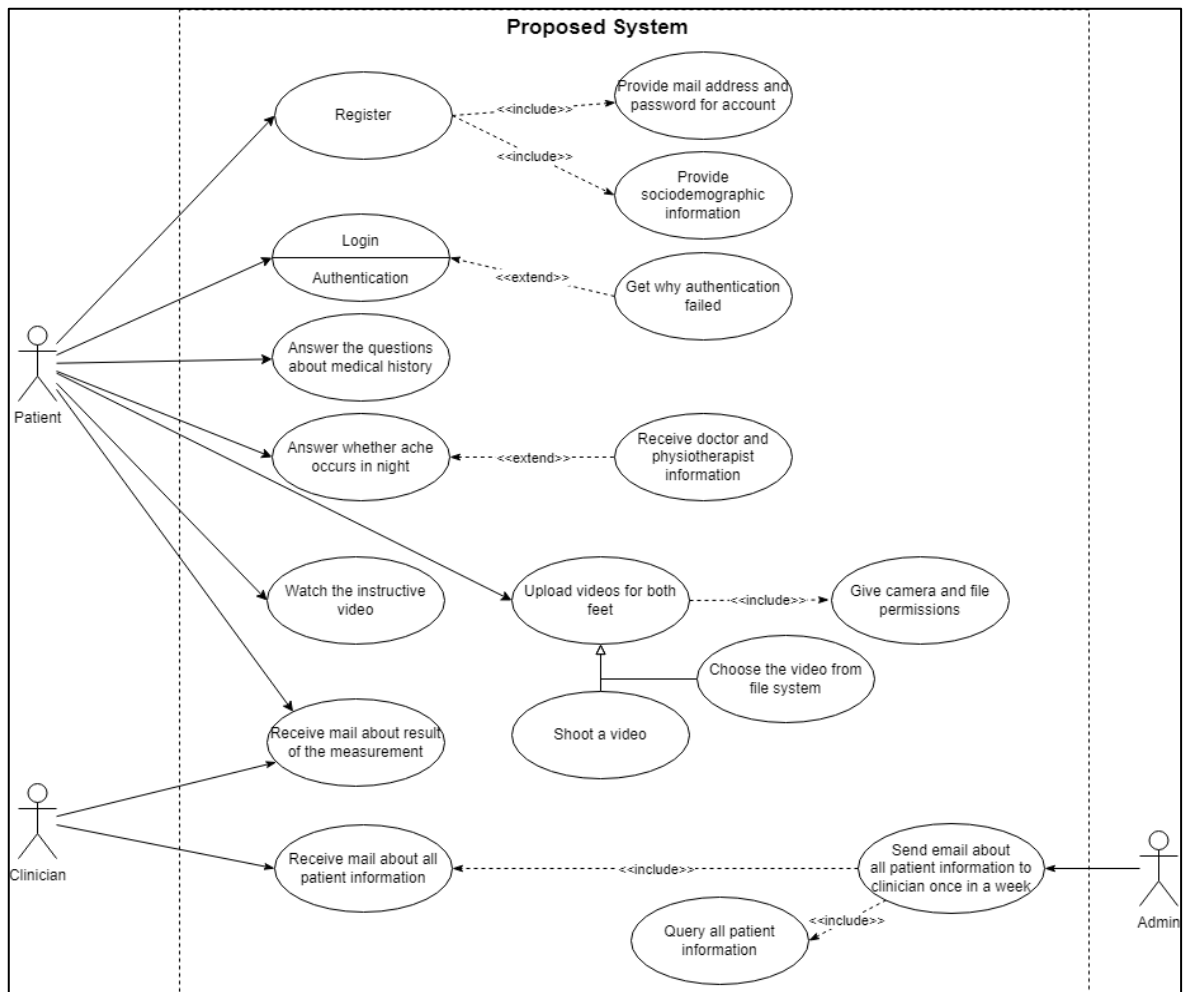 Proposed System
Register
<<include>>
Provide mail address and
password for account
<<include>>
Provide
sociodemographic
information
Login
Authentication
<<extend>>
Get why authentication
failed
Answer the questions
about medical history
Patient
Answer whether ache
occurs in night
<<extend>>
Receive doctor and
physiotherapist
information
Watch the instructive
video
Upload videos for both
feet
<<include>>
Give camera and file
permissions
Choose the video from
file system
Shoot a video
Receive mail about result
of the measurement
Clinician
Receive mail about all
patient information
<<include>>
Send email about
all patient information to
clinician once in a week
Admin
<<include>>
Query all patient
information